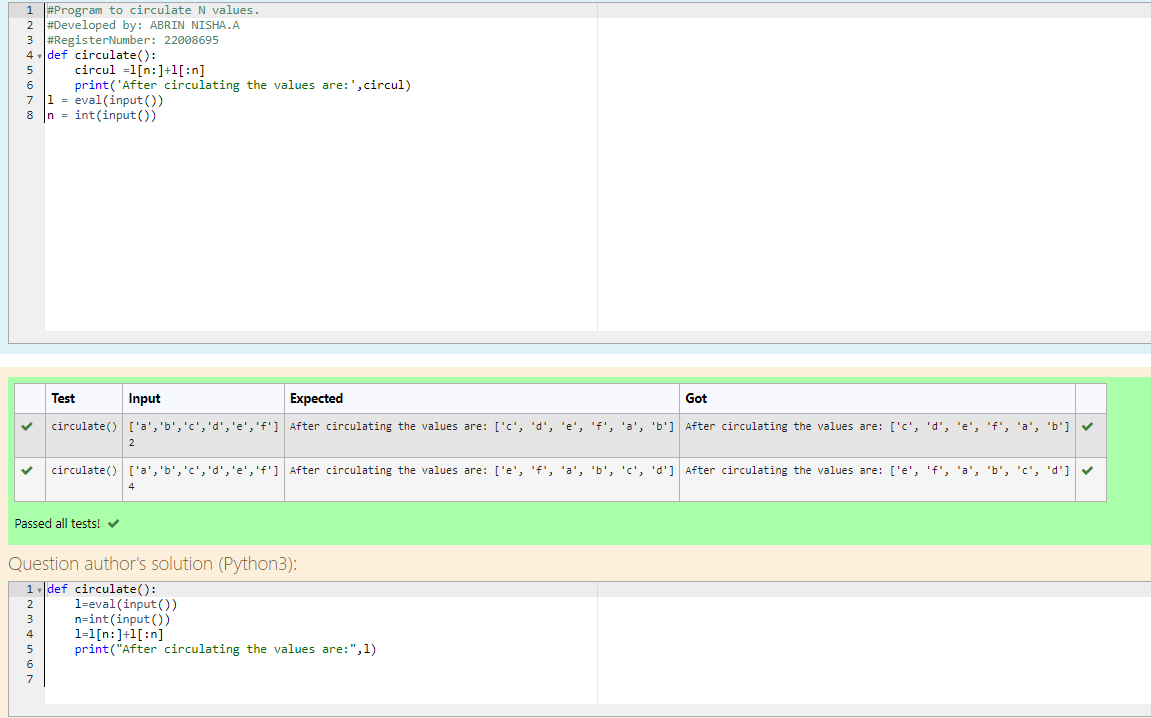 1 #Program to circulate N values.
2 #Developed by: ABRIN NISHA.A
3 #RegisterNumber: 22008695
4 def circulate():
5     circul =l[n:]+l[:n]
6     print('After circulating the values are:',circul)
7 l = eval(input())
8 n = int(input())
Test Input Expected Got
circulate() ['a','b','c','d','e','f'] After circulating the values are: ['c', 'd', 'e', 'f', 'a', 'b'] After circulating the values are: ['c', 'd', 'e', 'f', 'a', 'b']
2
circulate() ['a','b','c','d','e','f'] After circulating the values are: ['e', 'f', 'a', 'b', 'c', 'd'] After circulating the values are: ['e', 'f', 'a', 'b', 'c', 'd']
4
Passed all tests!
Question author's solution (Python3):
1 def circulate():
2     l=eval(input())
3     n=int(input())
4     l=l[n:]+l[:n]
5     print("After circulating the values are:",l)
6
7